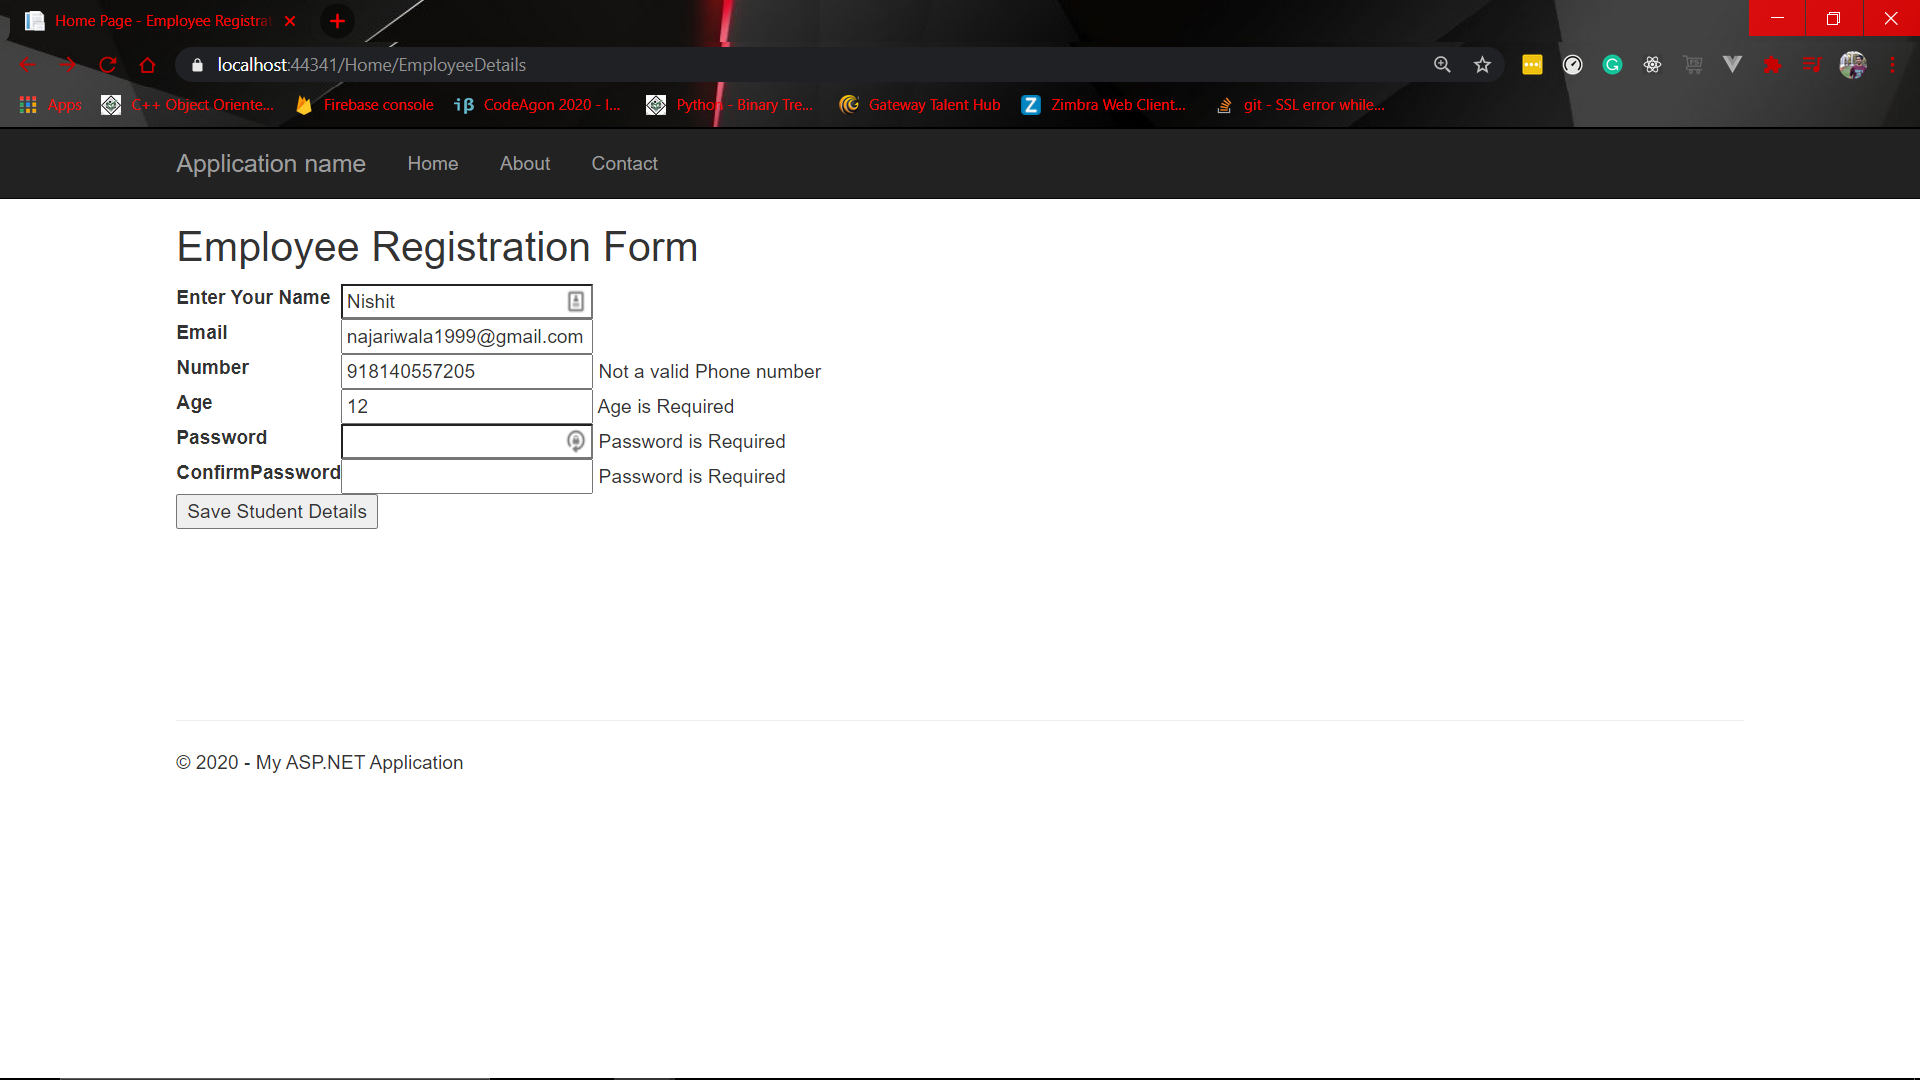 Home Page - Employee Registrat
localhost:44341/Home/EmployeeDetails
Apps C++ Object Oriente... Firebase console iβ CodeAgon 2020 - I... Python - Binary Tre... Gateway Talent Hub Z Zimbra Web Client... git - SSL error while...
Application name Home About Contact
Employee Registration Form
Enter Your Name Nishit
Email najariwala1999@gmail.com
Number 918140557205 Not a valid Phone number
Age 12 Age is Required
Password Password is Required
ConfirmPassword Password is Required
Save Student Details
© 2020 - My ASP.NET Application